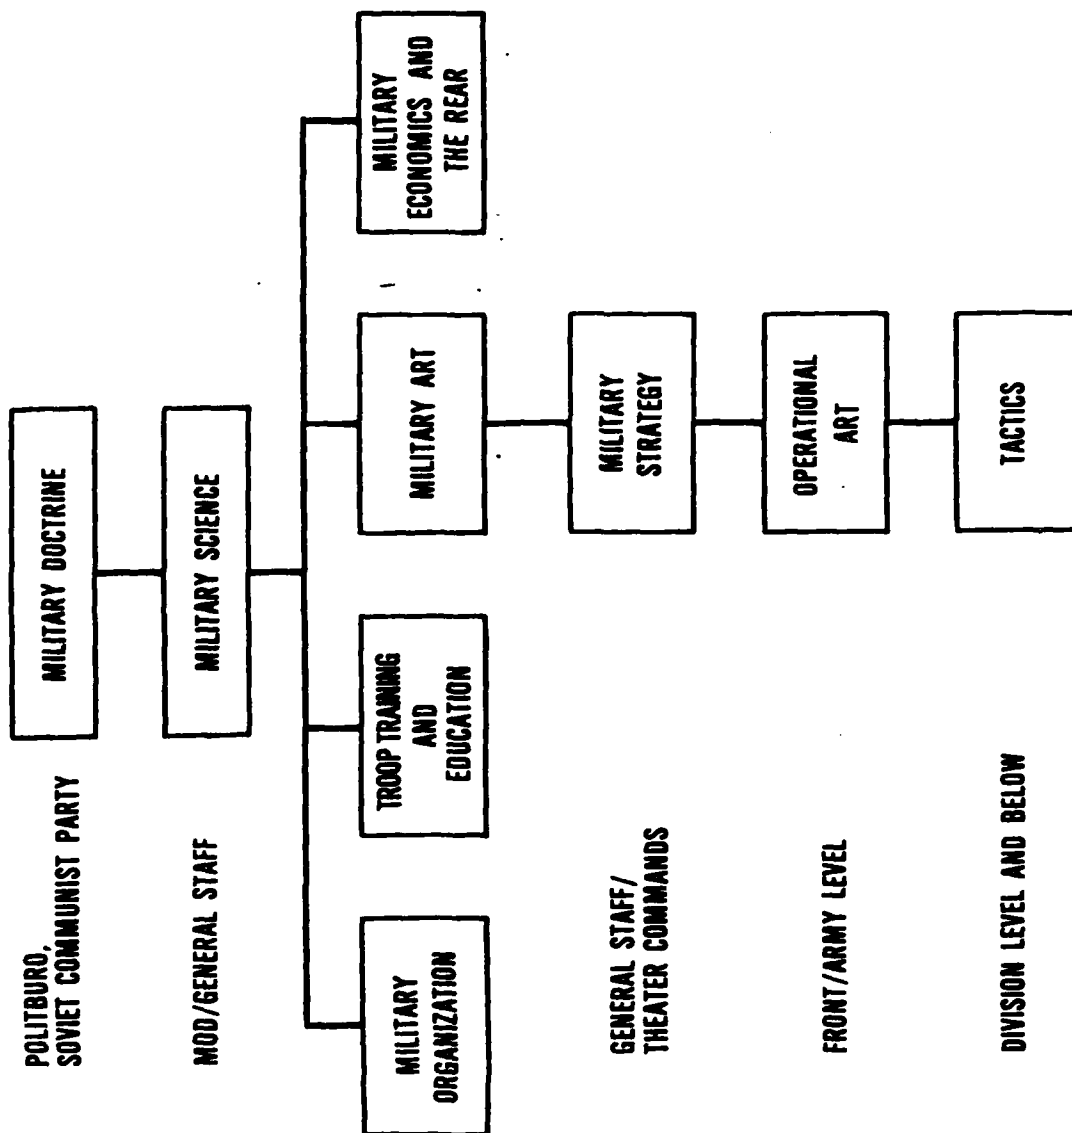 POLITBURO,
SOVIET COMMUNIST PARTY
MILITARY DOCTRINE
MOD/GENERAL STAFF
MILITARY SCIENCE
MILITARY
ORGANIZATION
TROOP TRAINING
AND
EDUCATION
MILITARY ART
MILITARY
ECONOMICS AND
THE REAR
GENERAL STAFF/
THEATER COMMANDS
MILITARY
STRATEGY
FRONT/ARMY LEVEL
OPERATIONAL
ART
DIVISION LEVEL AND BELOW
TACTICS